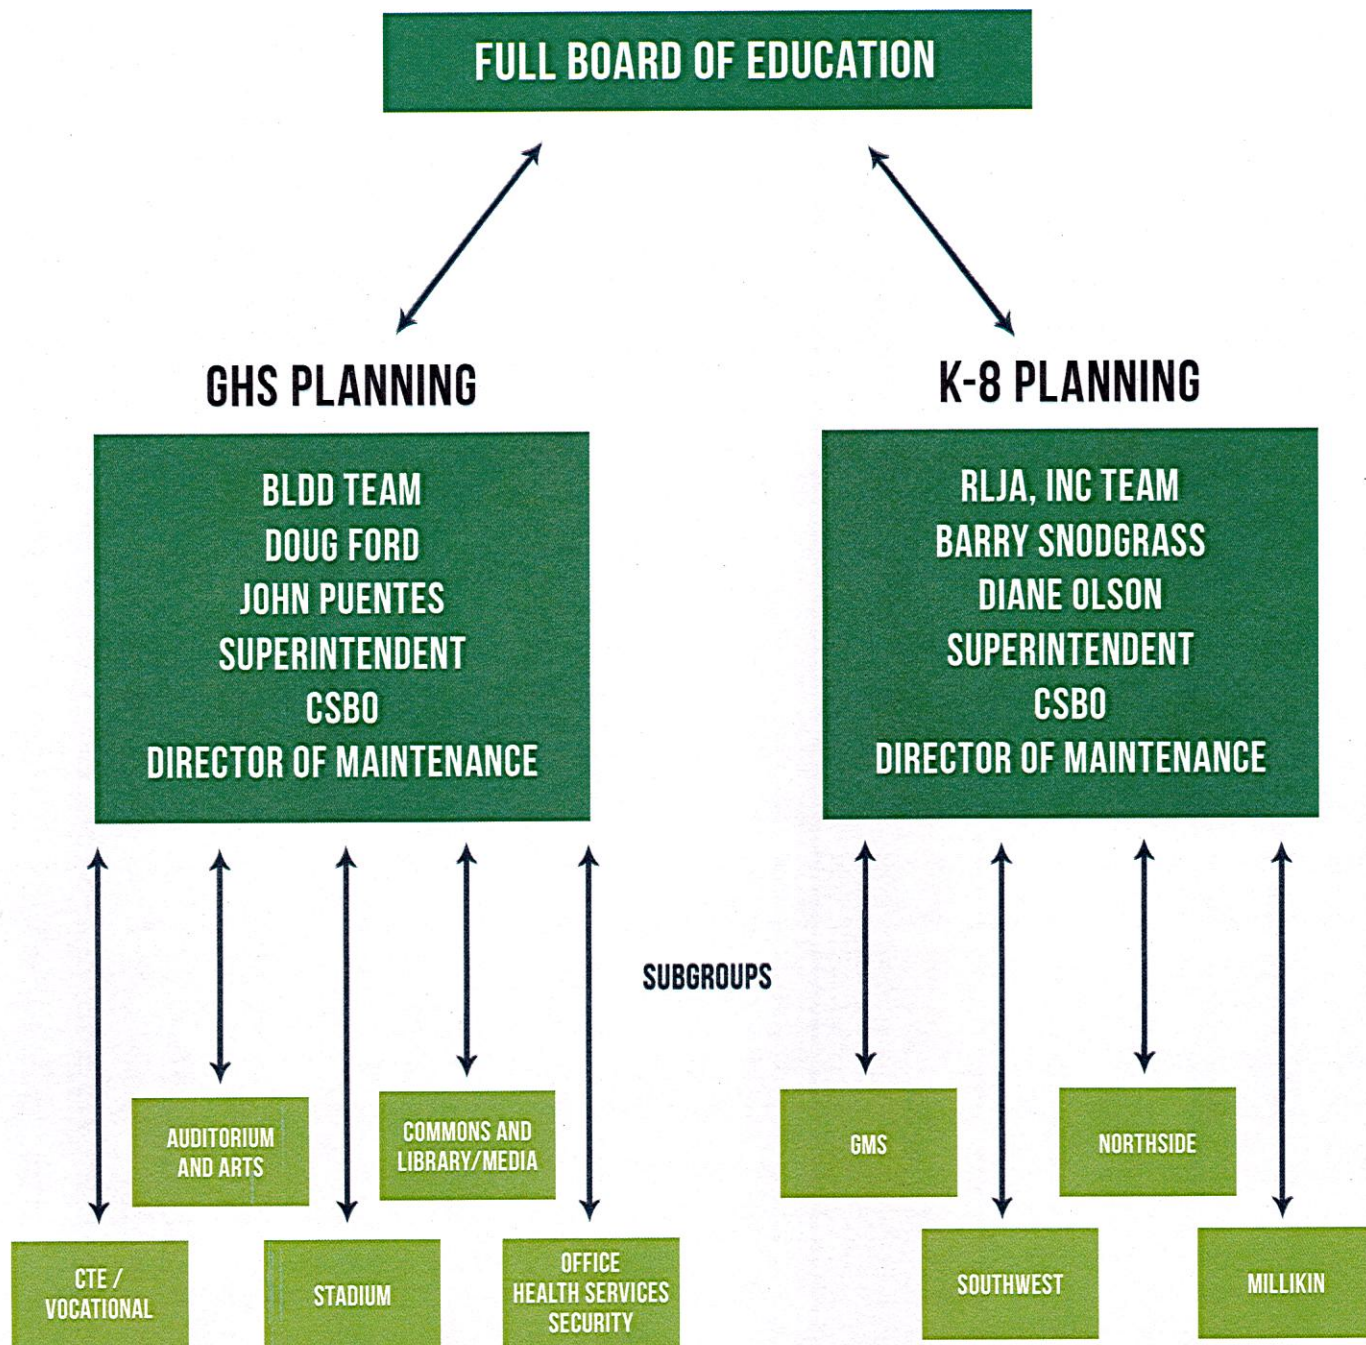 FULL BOARD OF EDUCATION
GHS PLANNING
BLDD TEAM
DOUG FORD
JOHN PUENTES
SUPERINTENDENT
CSBO
DIRECTOR OF MAINTENANCE
K-8 PLANNING
RLJA, INC TEAM
BARRY SNODGRASS
DIANE OLSON
SUPERINTENDENT
CSBO
DIRECTOR OF MAINTENANCE
SUBGROUPS
AUDITORIUM
AND ARTS
COMMONS AND
LIBRARY/MEDIA
CTE /
VOCATIONAL
STADIUM
OFFICE
HEALTH SERVICES
SECURITY
GMS
NORTHSIDE
SOUTHWEST
MILLIKIN